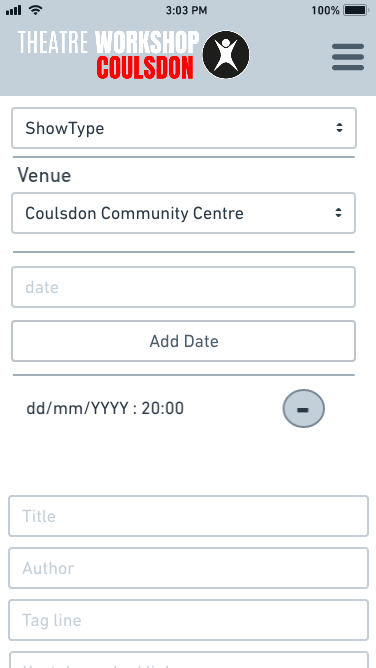 3:03 PM
100%
THEATRE WORKSHOP
COULSDON
ShowType
Venue
Coulsdon Community Centre
date
Add Date
dd/mm/YYYY : 20:00
-
Title
Author
Tag line